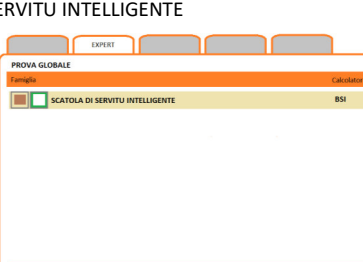 SERVITU INTELLIGENTE
EXPERT
PROVA GLOBALE
Famiglia Calcolator
SCATOLA DI SERVITU INTELLIGENTE BSI